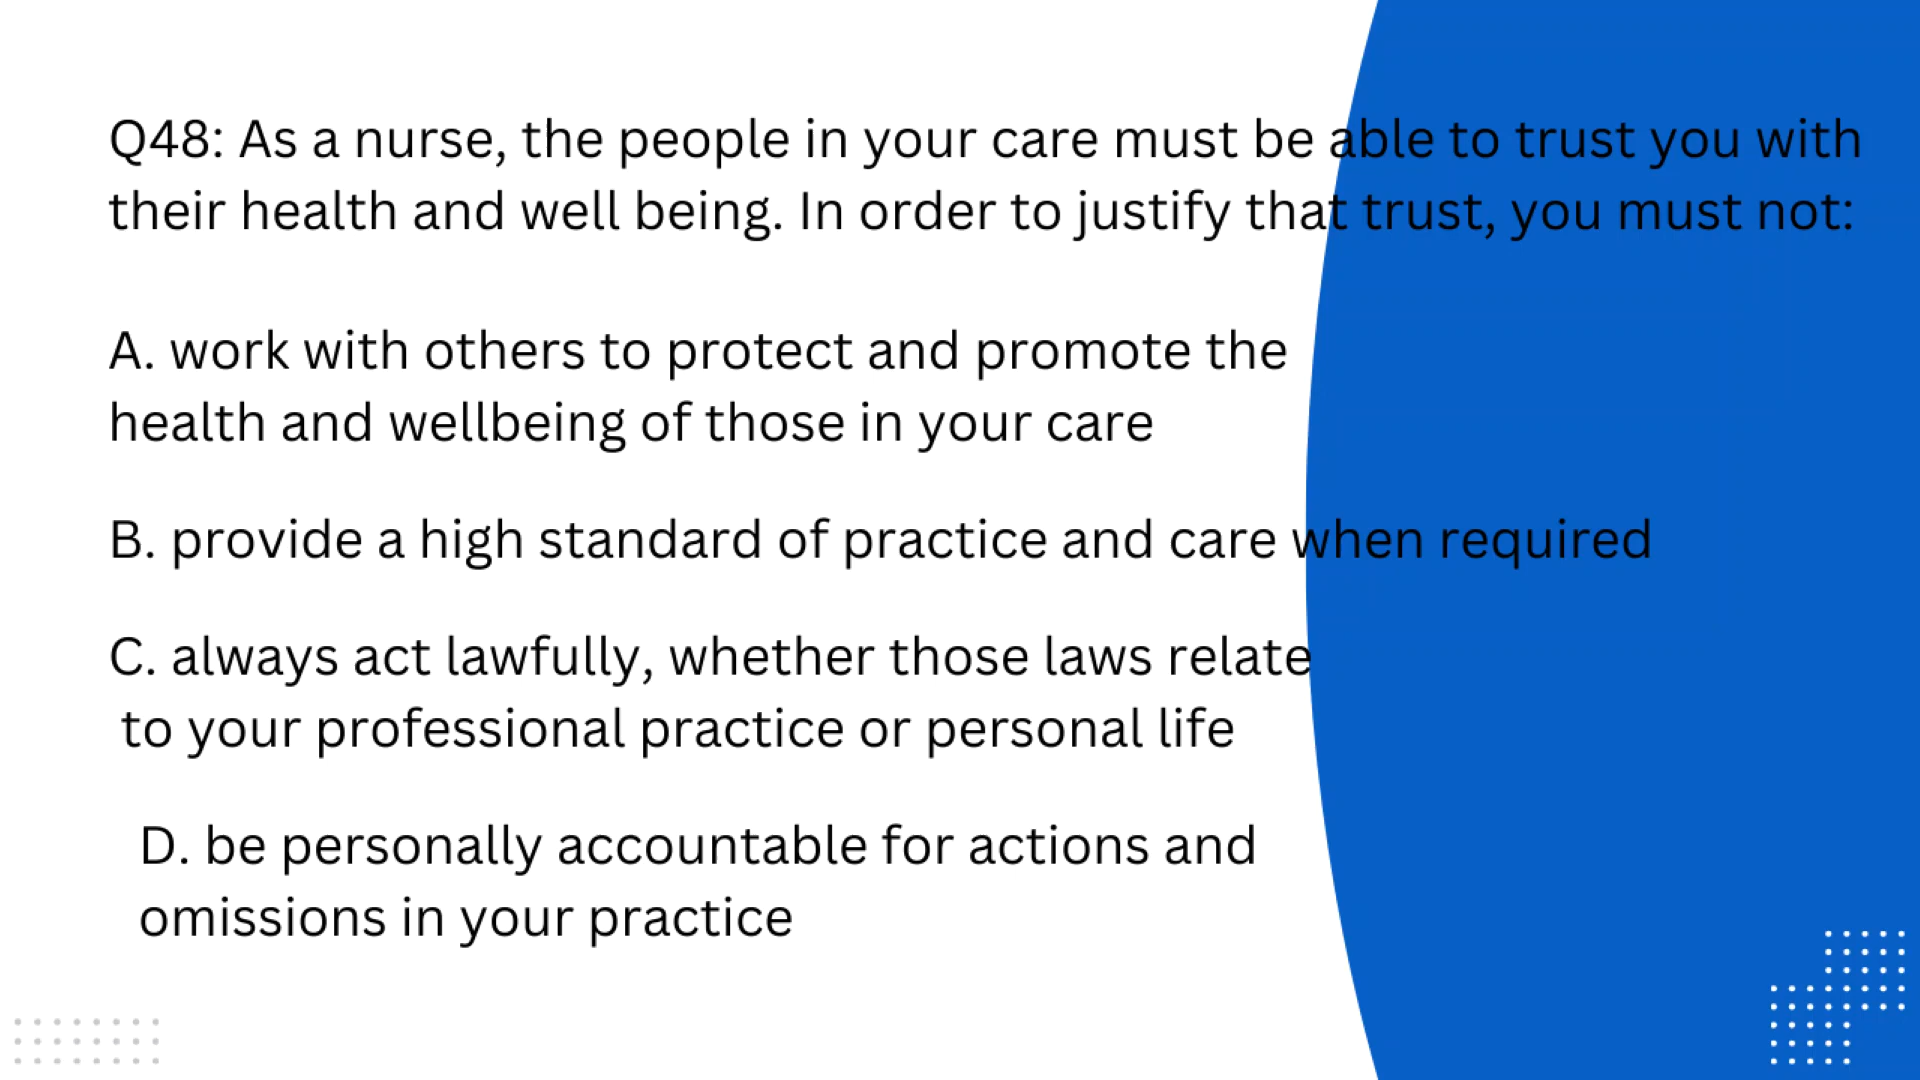 Q48: As a nurse, the people in your care must be able to trust you with
their health and well being. In order to justify that trust, you must not:
A. work with others to protect and promote the
health and wellbeing of those in your care
B. provide a high standard of practice and care when required
C. always act lawfully, whether those laws relate
to your professional practice or personal life
D. be personally accountable for actions and
omissions in your practice